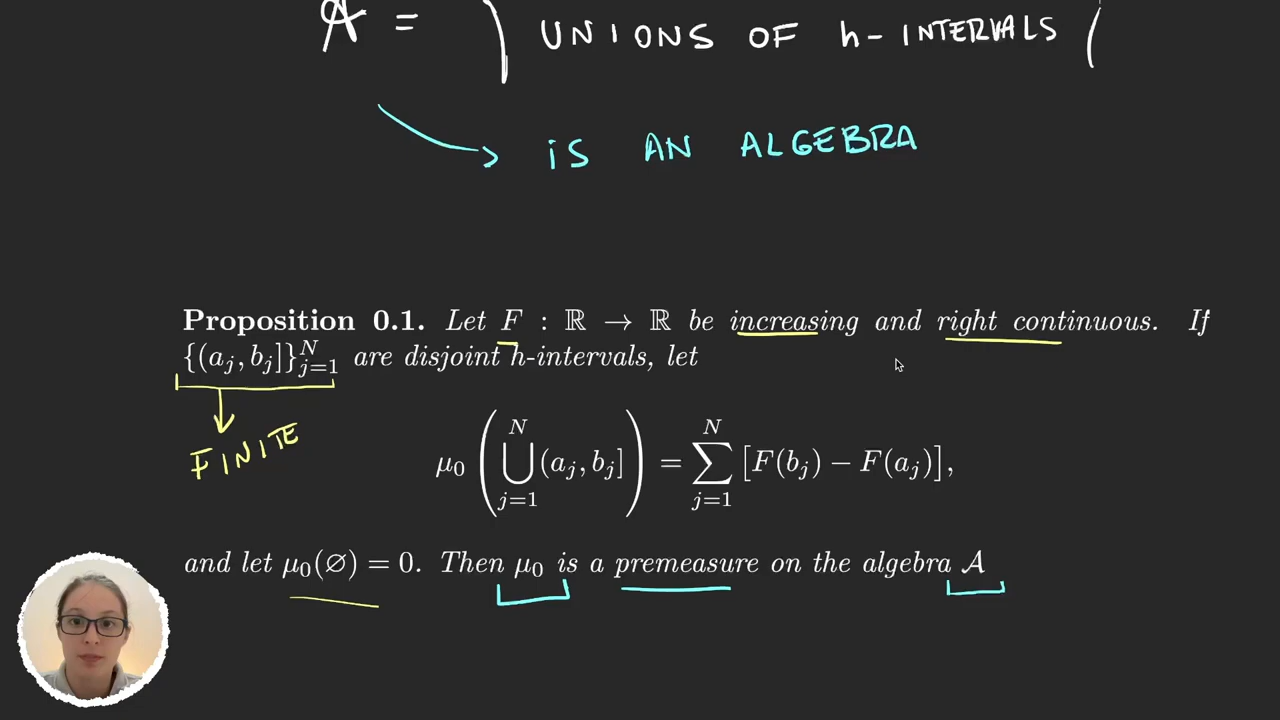 A = { UNIONS OF h-INTERVALS }
IS AN ALGEBRA
Proposition 0.1. Let F : ℝ → ℝ be increasing and right continuous. If
{(a_j, b_j]}_{j=1}^N are disjoint h-intervals, let
FINITE
μ_0 (⋃_{j=1}^N (a_j, b_j]) = ∑_{j=1}^N [F(b_j) − F(a_j)],
and let μ_0(∅) = 0. Then μ_0 is a premeasure on the algebra 𝒜